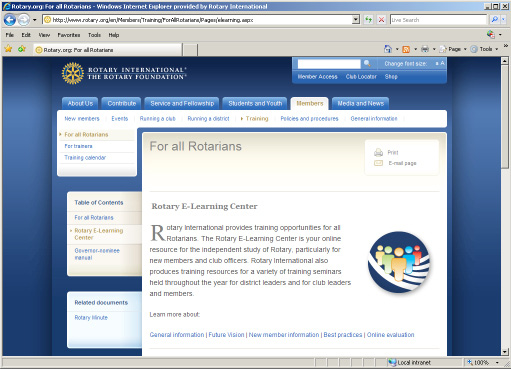 Rotary.org: For all Rotarians - Windows Internet Explorer provided by Rotary International
http://www.rotary.org/en/Members/Training/ForAllRotarians/Pages/elearning.aspx
Live Search
File Edit View Favorites Tools Help
Rotary.org: For all Rotarians
Page Tools
ROTARY INTERNATIONAL®
THE ROTARY FOUNDATION®
Change font size: A A
Member Access Club Locator Shop
About Us Contribute Service and Fellowship Students and Youth Members Media and News
New members Events Running a club Running a district Training Policies and procedures General information
For all Rotarians
For trainers
Training calendar
For all Rotarians
Print
E-mail page
Table of Contents
For all Rotarians
Rotary E-Learning
Center
Governor-nominee
manual
Related documents
Rotary Minute
Rotary E-Learning Center
Rotary International provides training opportunities for all
Rotarians. The Rotary E-Learning Center is your online
resource for the independent study of Rotary, particularly for
new members and club officers. Rotary International also
produces training resources for a variety of training seminars
held throughout the year for district leaders and for club leaders
and members.
Learn more about:
General information | Future Vision | New member information | Best practices | Online evaluation
Local intranet
100%